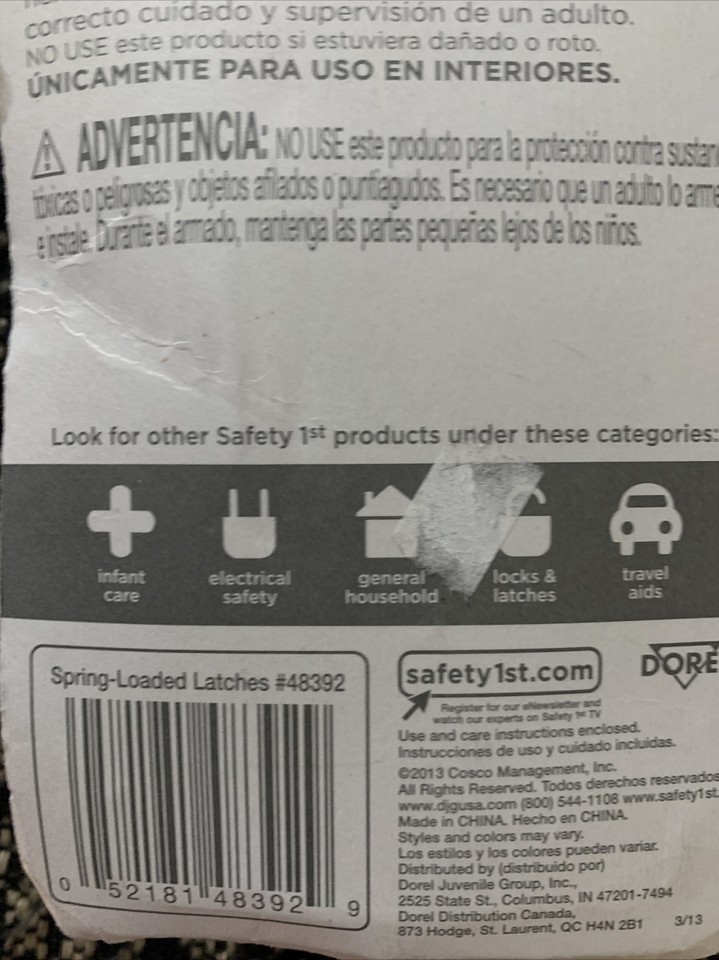 correcto cuidado y supervisión de un adulto.
NO USE este producto si estuviera dañado o roto.
ÚNICAMENTE PARA USO EN INTERIORES.
ADVERTENCIA: NO USE este producto para la protección contra sustan
tóxicas o peligrosas y objetos afilados o puntiagudos. Es necesario que un adulto lo arme
e instale. Durante el armado, mantenga las partes pequeñas lejos de los niños.
Look for other Safety 1st products under these categories:
infant
care
electrical
safety
general
household
locks &
latches
travel
aids
Spring-Loaded Latches #48392
0 52181 48392 9
safety1st.com
DORE
Register for our eNewsletter and
watch our experts on Safety 1st TV
Use and care instructions enclosed.
Instrucciones de uso y cuidado incluidas.
©2013 Cosco Management, Inc.
All Rights Reserved. Todos derechos reservados
www.djgusa.com (800) 544-1108 www.safety1st.
Made in CHINA. Hecho en CHINA.
Styles and colors may vary.
Los estilos y los colores pueden variar.
Distributed by (distribuido por)
Dorel Juvenile Group, Inc.,
2525 State St., Columbus, IN 47201-7494
Dorel Distribution Canada,
873 Hodge, St. Laurent, QC H4N 2B1 3/13